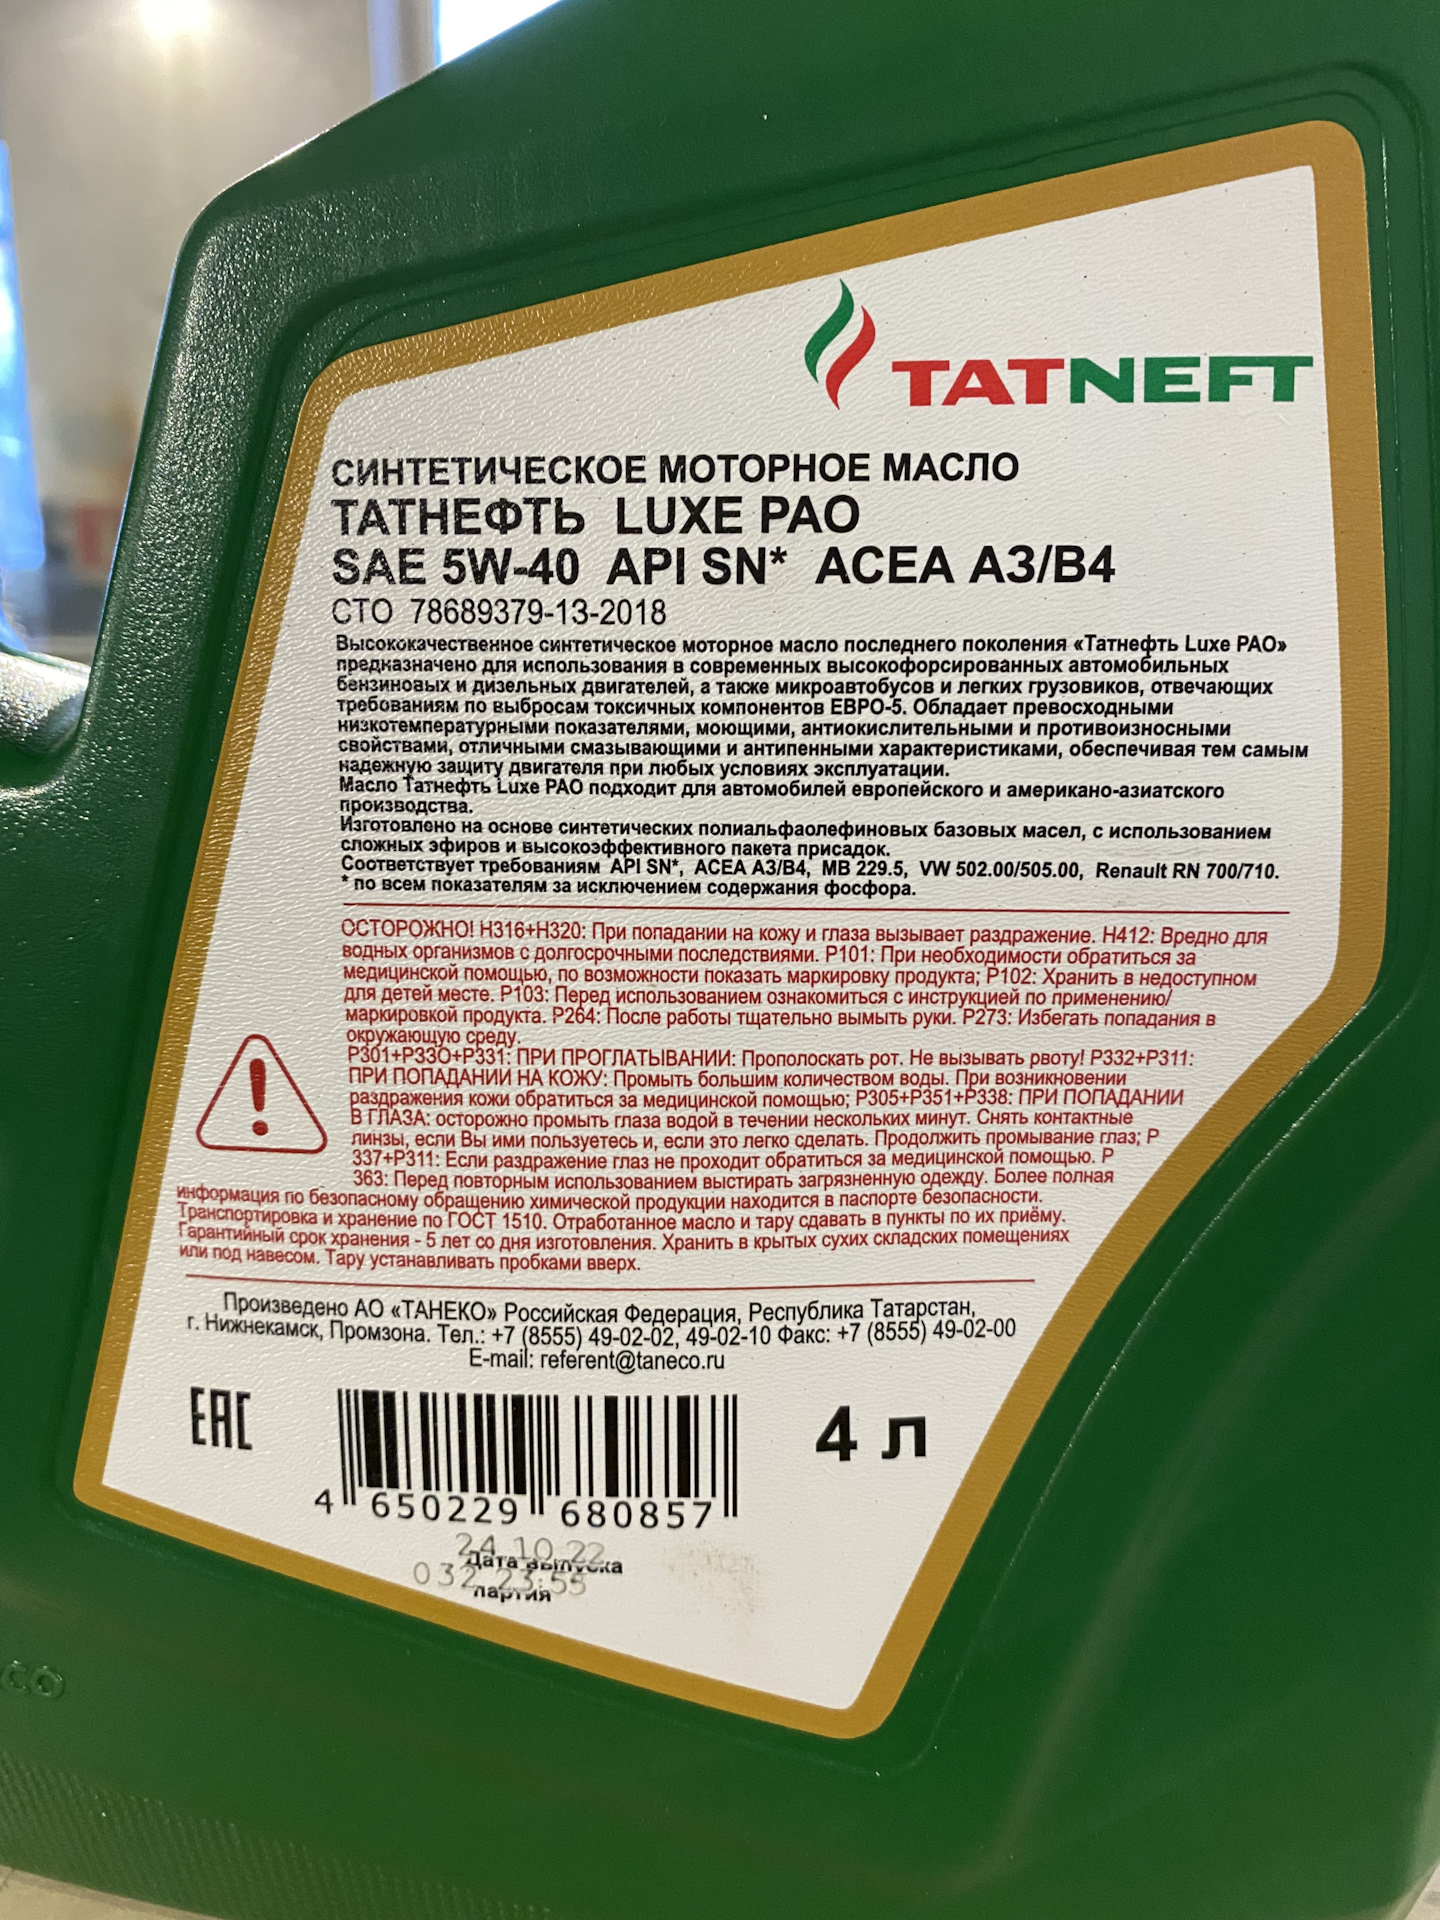 TATNEFT
СИНТЕТИЧЕСКОЕ МОТОРНОЕ МАСЛО
ТАТНЕФТЬ LUXE PAO
SAE 5W-40 API SN* ACEA A3/B4
СТО 78689379-13-2018
Высококачественное синтетическое моторное масло последнего поколения «Татнефть Luxe PAO»
предназначено для использования в современных высокофорсированных автомобильных
бензиновых и дизельных двигателей, а также микроавтобусов и легких грузовиков, отвечающих
требованиям по выбросам токсичных компонентов ЕВРО-5. Обладает превосходными
низкотемпературными показателями, моющими, антиокислительными и противоизносными
свойствами, отличными смазывающими и антипенными характеристиками, обеспечивая тем самым
надежную защиту двигателя при любых условиях эксплуатации.
Масло Татнефть Luxe PAO подходит для автомобилей европейского и американо-азиатского
производства.
Изготовлено на основе синтетических полиальфаолефиновых базовых масел, с использованием
сложных эфиров и высокоэффективного пакета присадок.
Соответствует требованиям API SN*, ACEA A3/B4, MB 229.5, VW 502.00/505.00, Renault RN 700/710.
* по всем показателям за исключением содержания фосфора.
ОСТОРОЖНО! H316+H320: При попадании на кожу и глаза вызывает раздражение. H412: Вредно для
водных организмов с долгосрочными последствиями. P101: При необходимости обратиться за
медицинской помощью, по возможности показать маркировку продукта; P102: Хранить в недоступном
для детей месте. P103: Перед использованием ознакомиться с инструкцией по применению/
маркировкой продукта. P264: После работы тщательно вымыть руки. P273: Избегать попадания в
окружающую среду.
P301+P33O+P331: ПРИ ПРОГЛАТЫВАНИИ: Прополоскать рот. Не вызывать рвоту! P332+P311:
ПРИ ПОПАДАНИИ НА КОЖУ: Промыть большим количеством воды. При возникновении
раздражения кожи обратиться за медицинской помощью; P305+P351+P338: ПРИ ПОПАДАНИИ
В ГЛАЗА: осторожно промыть глаза водой в течении нескольких минут. Снять контактные
линзы, если Вы ими пользуетесь и, если это легко сделать. Продолжить промывание глаз; P
337+P311: Если раздражение глаз не проходит обратиться за медицинской помощью. P
363: Перед повторным использованием выстирать загрязненную одежду. Более полная
информация по безопасному обращению химической продукции находится в паспорте безопасности.
Транспортировка и хранение по ГОСТ 1510. Отработанное масло и тару сдавать в пункты по их приёму.
Гарантийный срок хранения - 5 лет со дня изготовления. Хранить в крытых сухих складских помещениях
или под навесом. Тару устанавливать пробками вверх.
Произведено АО «ТАНЕКО» Российская Федерация, Республика Татарстан,
г. Нижнекамск, Промзона. Тел.: +7 (8555) 49-02-02, 49-02-10 Факс: +7 (8555) 49-02-00
E-mail: referent@taneco.ru
EAC
4 л
4 650229 680857
24.10.22
Дата выпуска
032 23:55
партия